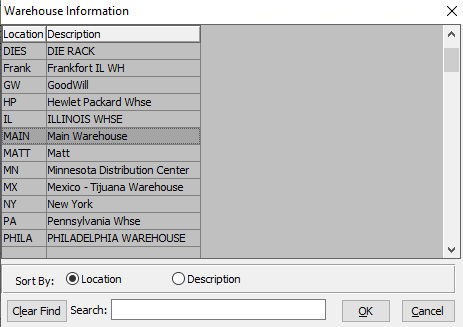 Warehouse Information
Location Description
DIES DIE RACK
Frank Frankfort IL WH
GW GoodWill
HP Hewlet Packard Whse
IL ILLINOIS WHSE
MAIN Main Warehouse
MATT Matt
MN Minnesota Distribution Center
MX Mexico - Tijuana Warehouse
NY New York
PA Pennsylvania Whse
PHILA PHILADELPHIA WAREHOUSE
Sort By: Location Description
Clear Find Search: OK Cancel